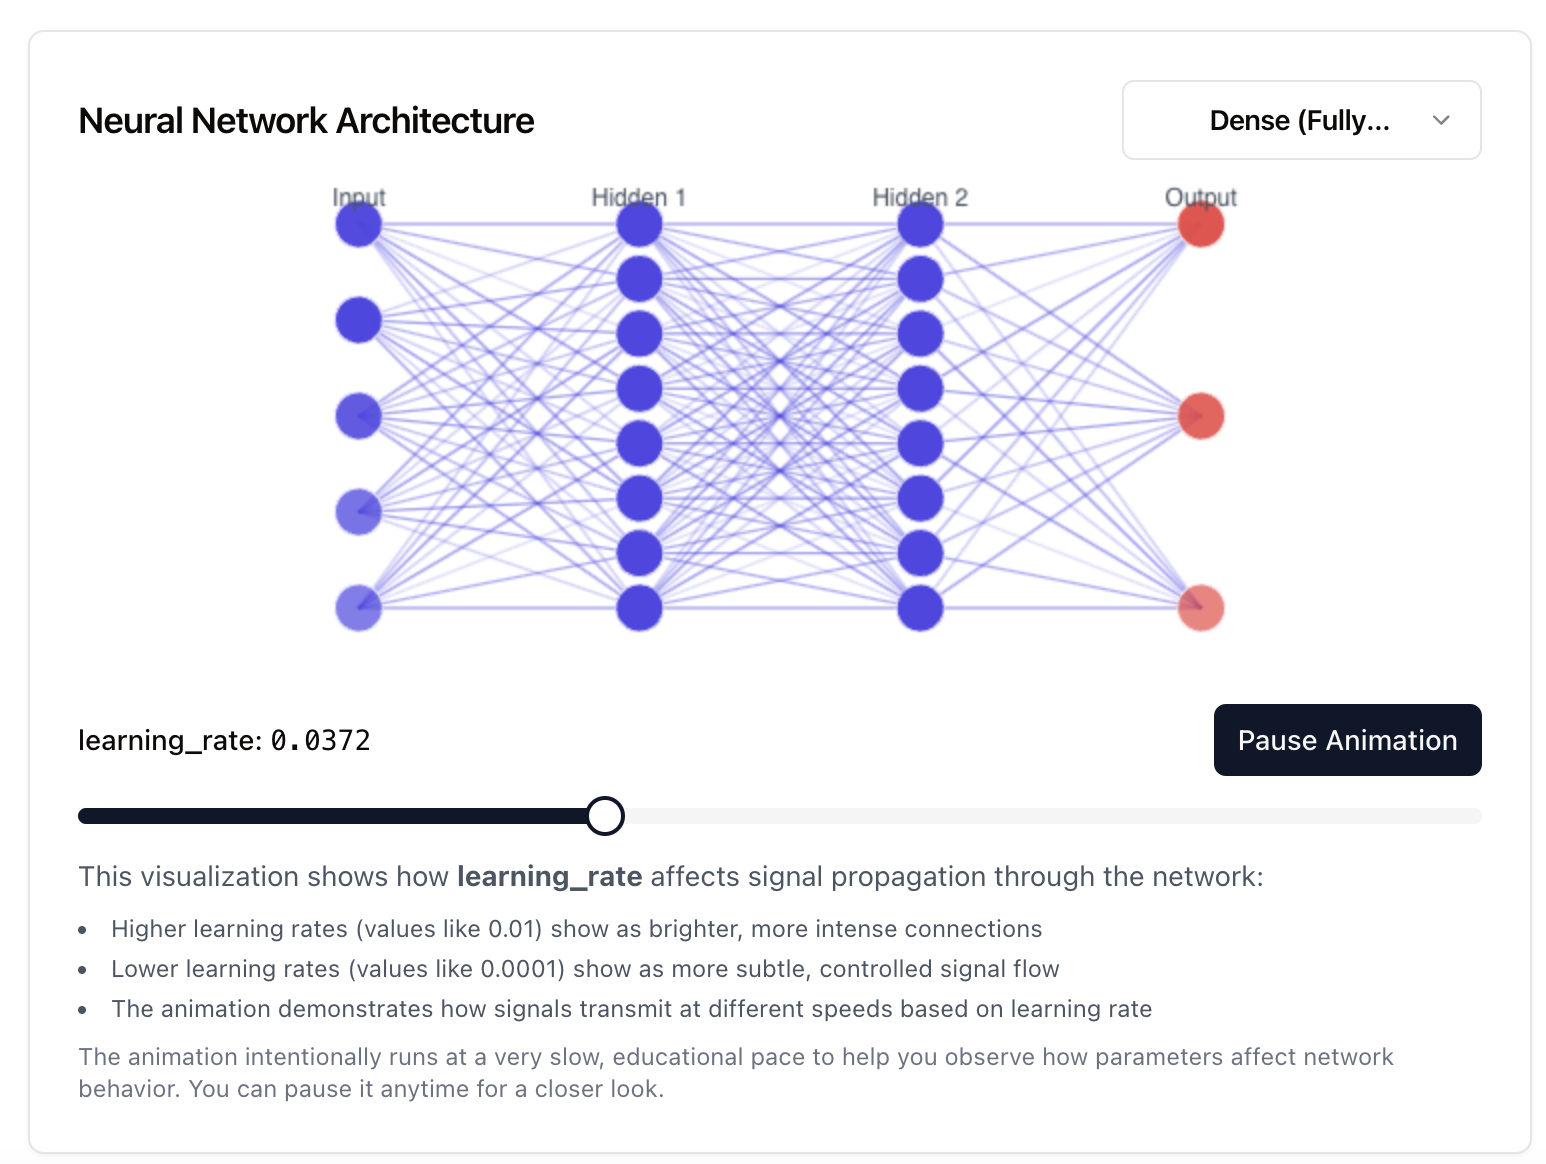 Neural Network Architecture
Dense (Fully...
Input
Hidden 1
Hidden 2
Output
learning_rate: 0.0372
Pause Animation
This visualization shows how learning_rate affects signal propagation through the network:
• Higher learning rates (values like 0.01) show as brighter, more intense connections
• Lower learning rates (values like 0.0001) show as more subtle, controlled signal flow
• The animation demonstrates how signals transmit at different speeds based on learning rate
The animation intentionally runs at a very slow, educational pace to help you observe how parameters affect network
behavior. You can pause it anytime for a closer look.